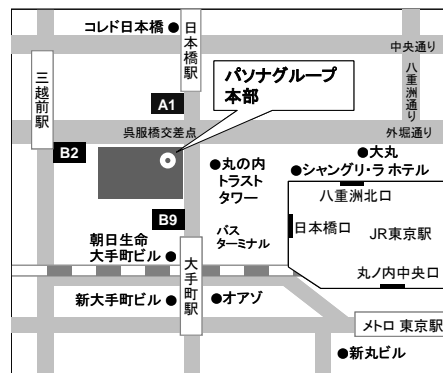 コレド日本橋
日本橋駅
中央通り
三越前駅
パソナグループ
本部
八重洲通り
A1
呉服橋交差点
外堀通り
B2
大丸
丸の内
トラスト
タワー
シャングリ・ラ ホテル
八重洲北口
B9
日本橋口
JR東京駅
バス
ターミナル
朝日生命
大手町ビル
大手町駅
丸ノ内中央口
新大手町ビル
オアゾ
メトロ 東京駅
新丸ビル